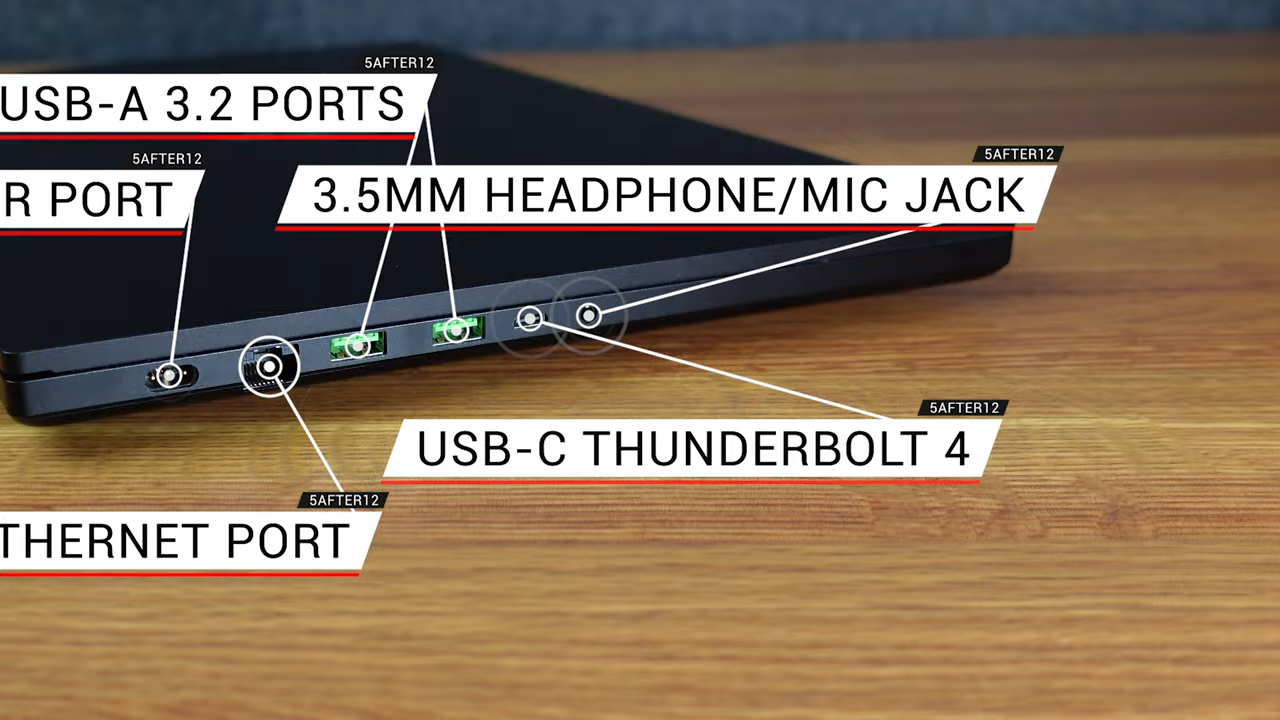 5AFTER12
USB-A 3.2 PORTS
5AFTER12
R PORT
5AFTER12
3.5MM HEADPHONE/MIC JACK
5AFTER12
USB-C THUNDERBOLT 4
5AFTER12
THERNET PORT